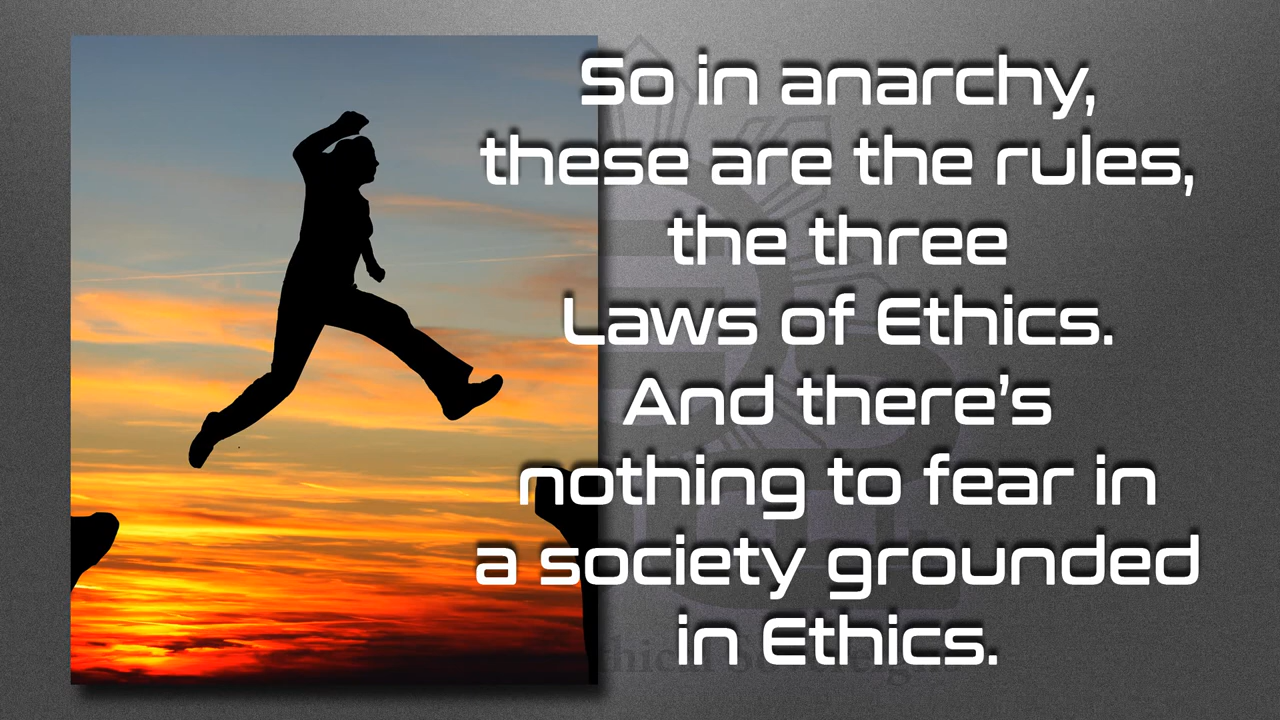 So in anarchy,
these are the rules,
the three
Laws of Ethics.
And there's
nothing to fear in
a society grounded
in Ethics.